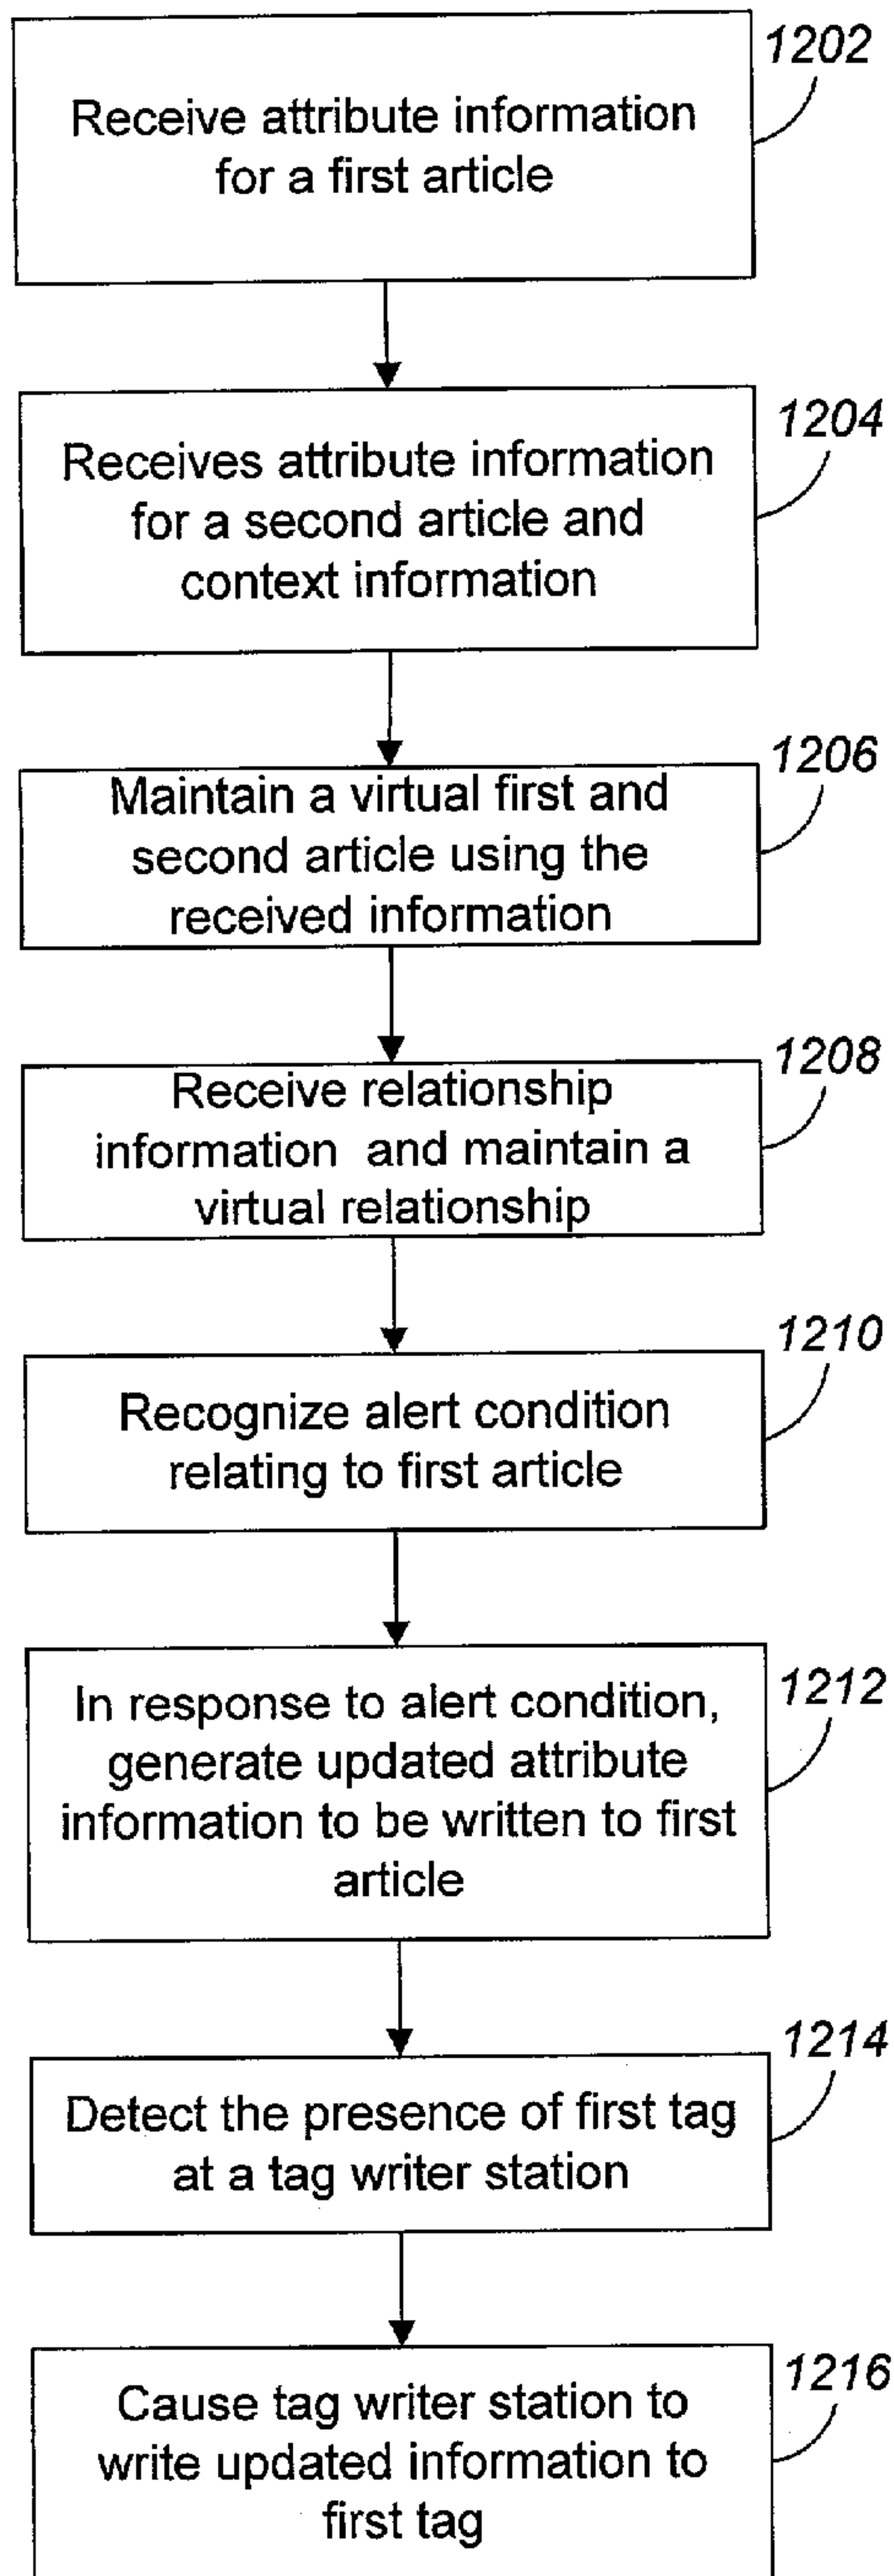 1202
Receive attribute information
for a first article
1204
Receives attribute information
for a second article and
context information
1206
Maintain a virtual first and
second article using the
received information
1208
Receive relationship
information and maintain a
virtual relationship
1210
Recognize alert condition
relating to first article
1212
In response to alert condition,
generate updated attribute
information to be written to first
article
1214
Detect the presence of first tag
at a tag writer station
1216
Cause tag writer station to
write updated information to
first tag